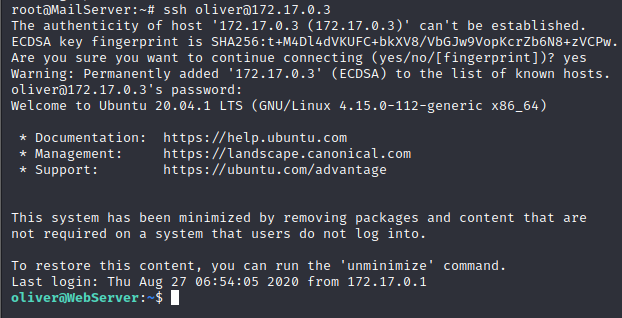 root@MailServer:~# ssh oliver@172.17.0.3
The authenticity of host '172.17.0.3 (172.17.0.3)' can't be established.
ECDSA key fingerprint is SHA256:t+M4Dl4dVKUFC+bkXV8/VbGJw9VopKcrZb6N8+zVCPw.
Are you sure you want to continue connecting (yes/no/[fingerprint])? yes
Warning: Permanently added '172.17.0.3' (ECDSA) to the list of known hosts.
oliver@172.17.0.3's password:
Welcome to Ubuntu 20.04.1 LTS (GNU/Linux 4.15.0-112-generic x86_64)
* Documentation:  https://help.ubuntu.com
* Management:     https://landscape.canonical.com
* Support:        https://ubuntu.com/advantage
This system has been minimized by removing packages and content that are
not required on a system that users do not log into.
To restore this content, you can run the 'unminimize' command.
Last login: Thu Aug 27 06:54:05 2020 from 172.17.0.1
oliver@WebServer:~$